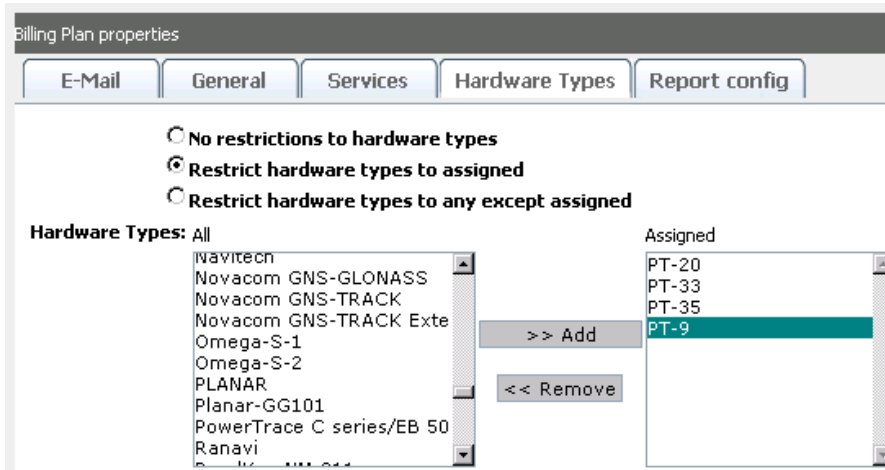 Billing Plan properties
E-Mail General Services Hardware Types Report config
No restrictions to hardware types
Restrict hardware types to assigned
Restrict hardware types to any except assigned
Hardware Types: All Assigned
Navitech
Novacom GNS-GLONASS
Novacom GNS-TRACK
Novacom GNS-TRACK Exte
Omega-S-1
Omega-S-2
PLANAR
Planar-GG101
PowerTrace C series/EB 50
Ranavi
>> Add
<< Remove
PT-20
PT-33
PT-35
PT-9